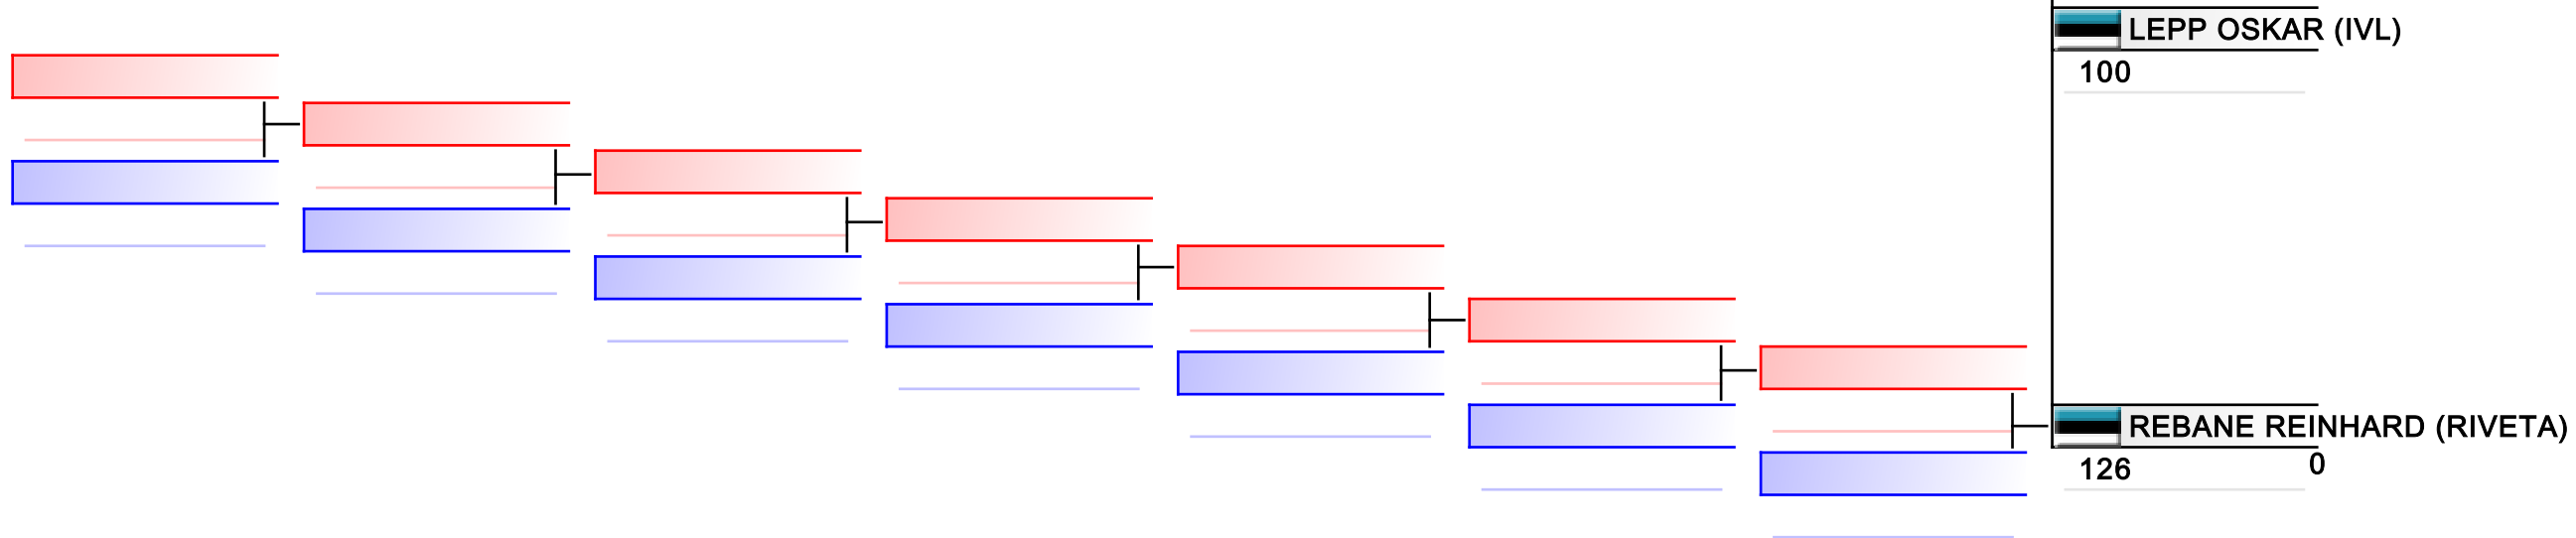 LEPP OSKAR (IVL)
100
REBANE REINHARD (RIVETA)
126 0